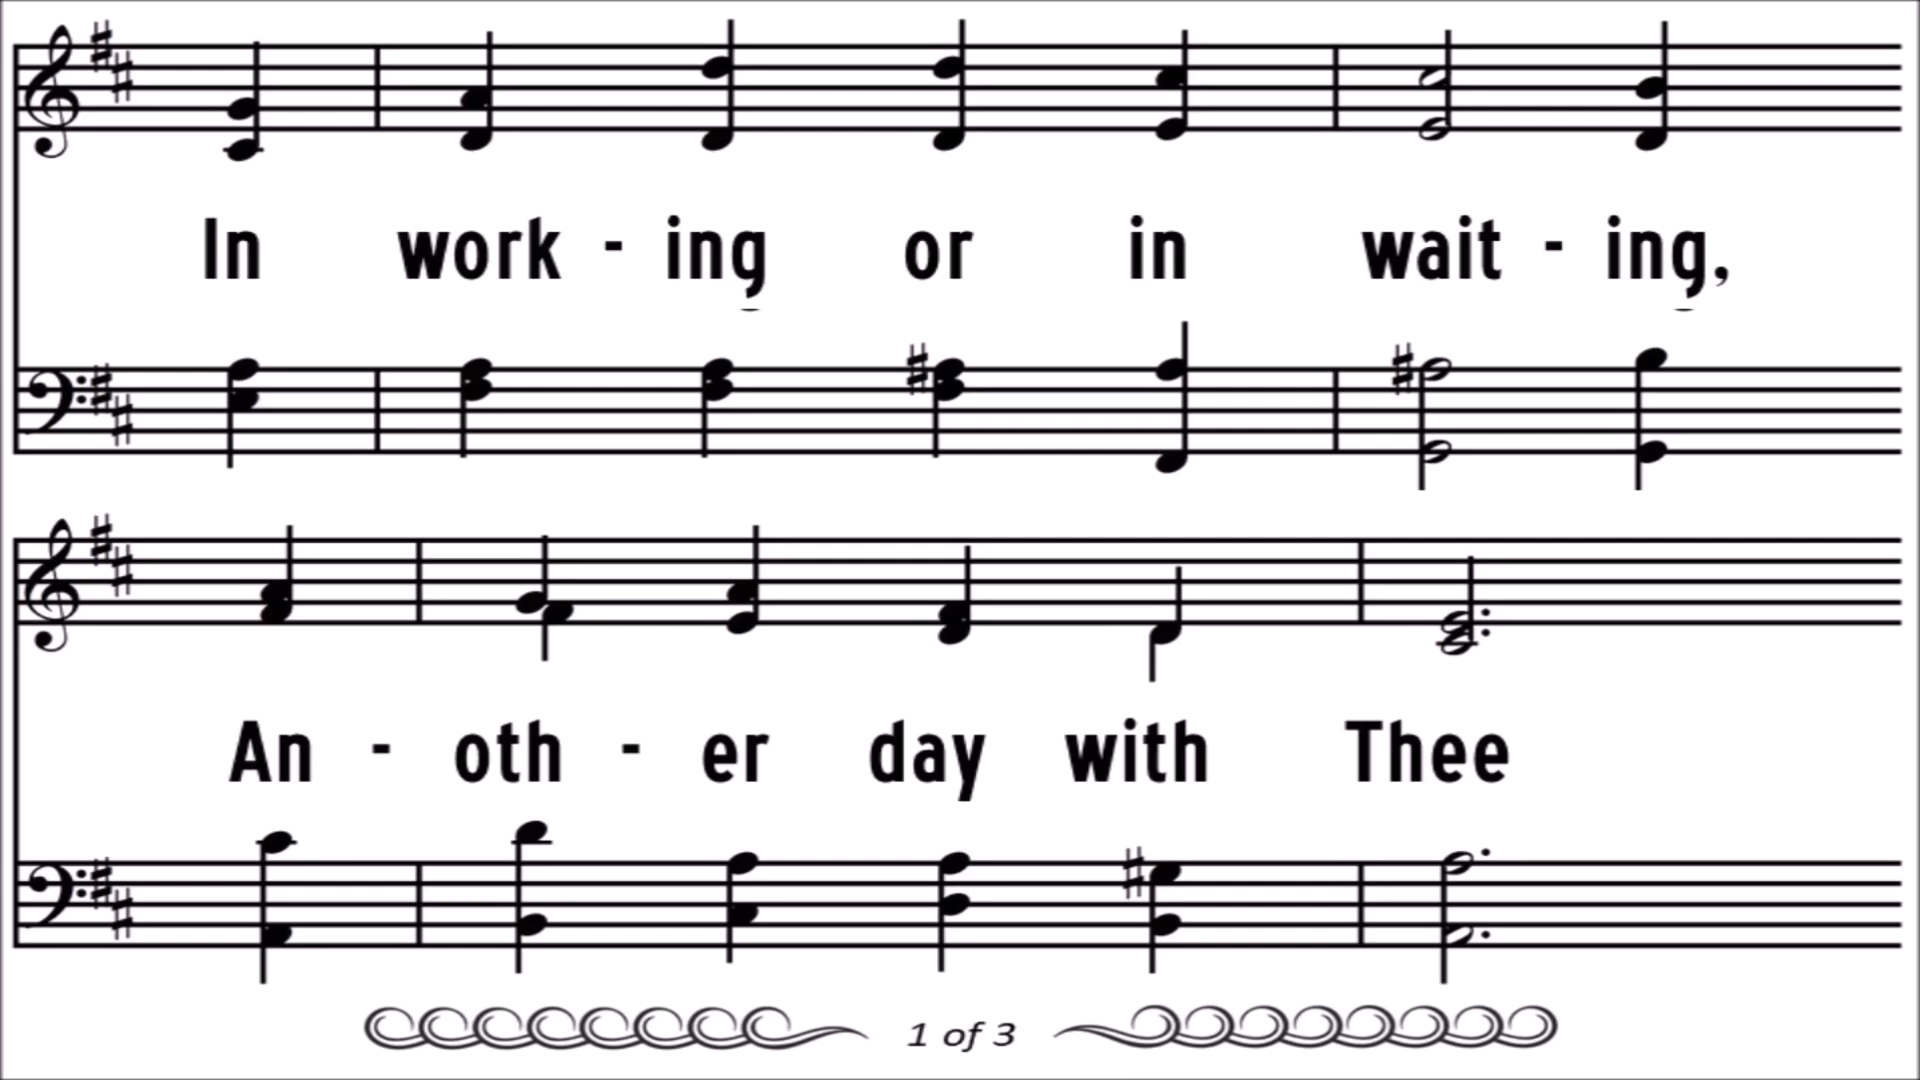 In work - ing or in wait - ing,
An - oth - er day with Thee
1 of 3